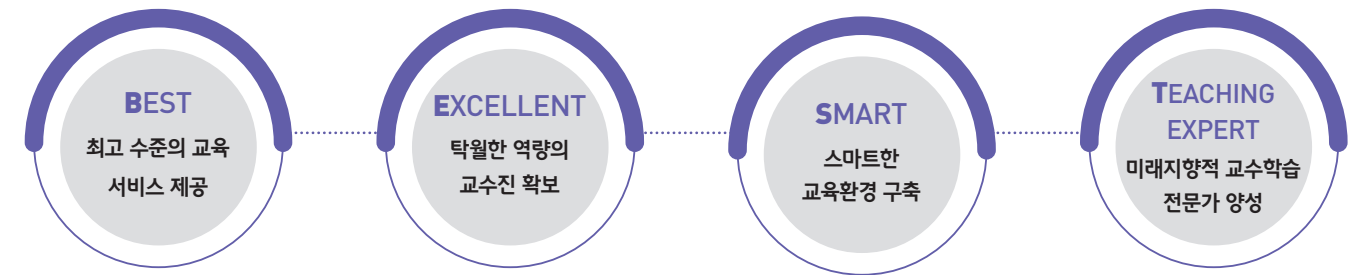 BEST
최고 수준의 교육
서비스 제공
EXCELLENT
탁월한 역량의
교수진 확보
SMART
스마트한
교육환경 구축
TEACHING
EXPERT
미래지향적 교수학습
전문가 양성